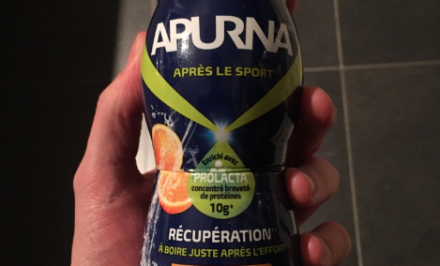 APURNA
APRÈS LE SPORT
Enrichi avec
PROLACTA
concentré breveté
de protéines
10g*
RÉCUPÉRATION
À BOIRE JUSTE APRÈS L'EFFORT